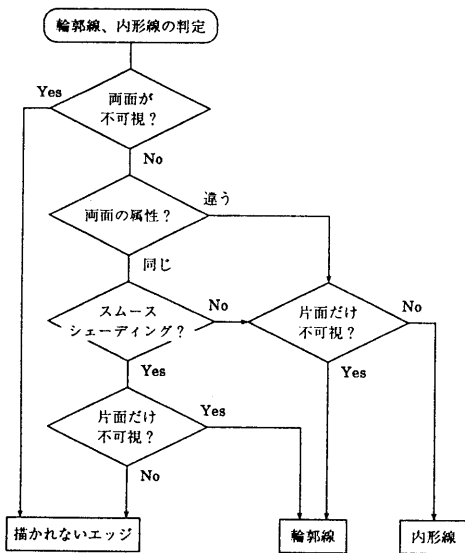 輪郭線、内形線の判定
Yes
両面が
不可視？
No
両面の属性？
違う
同じ
スムース
シェーディング？
No
片面だけ
不可視？
No
Yes
Yes
片面だけ
不可視？
Yes
No
描かれないエッジ
輪郭線
内形線